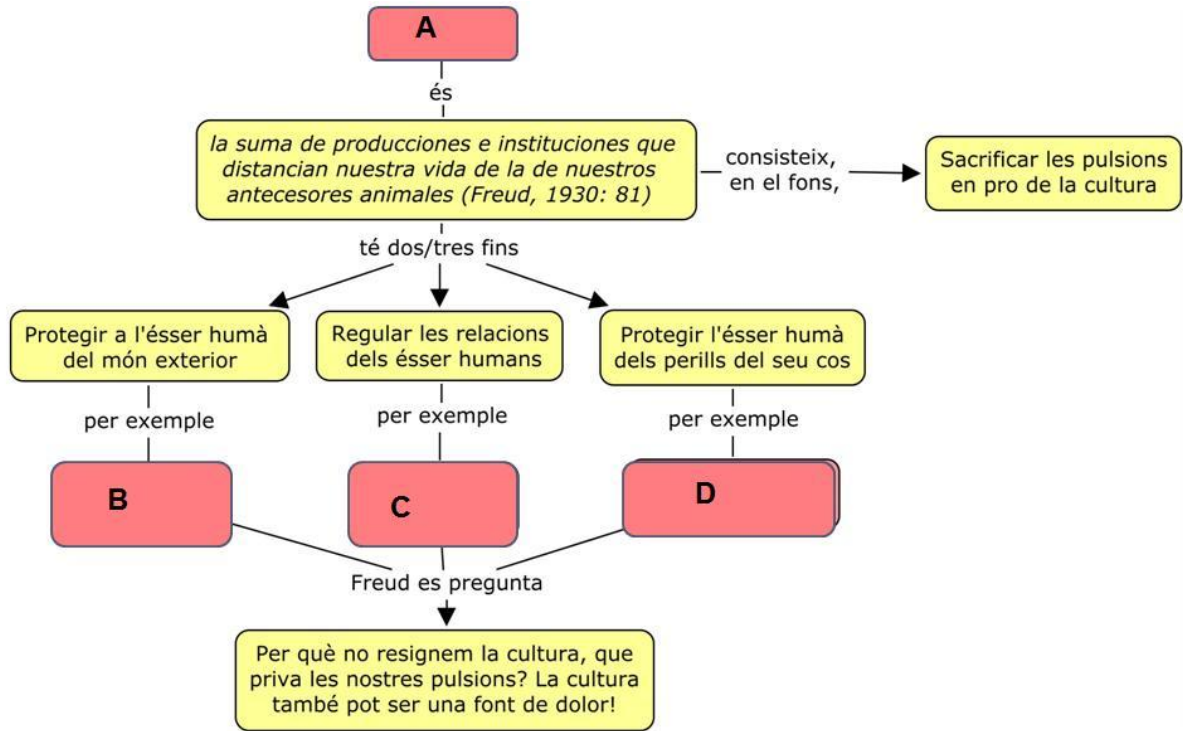 A
és
la suma de producciones e instituciones que
distancian nuestra vida de la de nuestros
antecesores animales (Freud, 1930: 81)
consisteix,
en el fons,
Sacrificar les pulsions
en pro de la cultura
té dos/tres fins
Protegir a l'ésser humà
del món exterior
Regular les relacions
dels ésser humans
Protegir l'ésser humà
dels perills del seu cos
per exemple
per exemple
per exemple
B
C
D
Freud es pregunta
Per què no resignem la cultura, que
priva les nostres pulsions? La cultura
també pot ser una font de dolor!